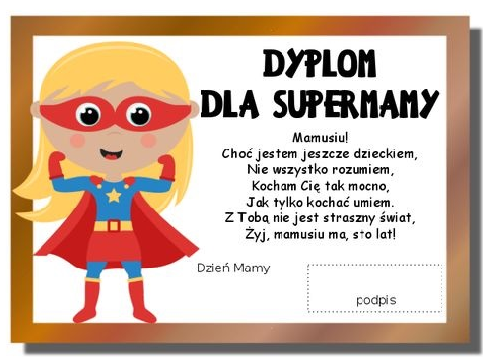 DYPLOM
DLA SUPERMAMY
Mamusiu!
Choć jestem jeszcze dzieckiem,
Nie wszystko rozumiem,
Kocham Cię tak mocno,
Jak tylko kochać umiem.
Z Tobą nie jest straszny świat,
Żyj, mamusiu ma, sto lat!
Dzień Mamy
podpis